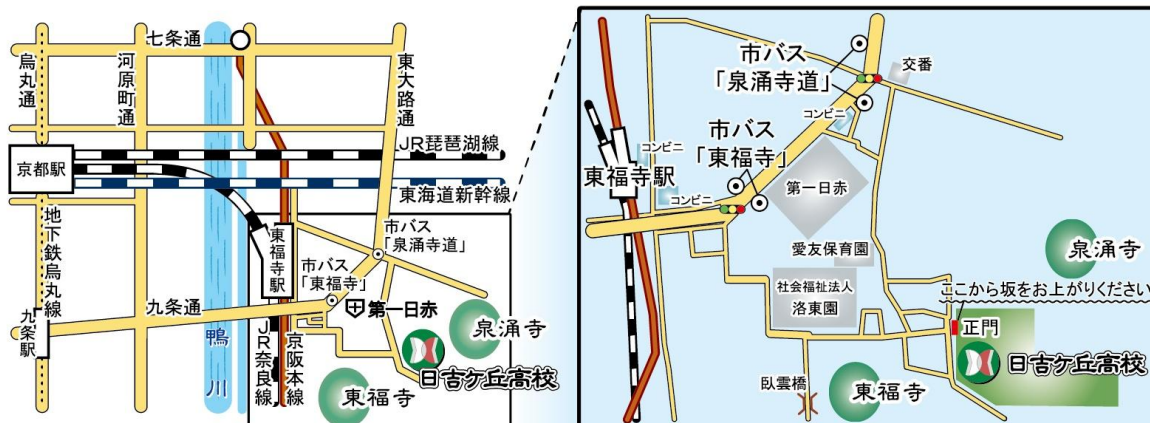 七条通
烏丸通
河原町通
東大路通
JR琵琶湖線
京都駅
東海道新幹線
地下鉄烏丸線
東福寺駅
市バス
「泉涌寺道」
市バス
「東福寺」
九条通
第一日赤
九条駅
鴨川
JR奈良線
京阪本線
泉涌寺
日吉ケ丘高校
東福寺
市バス
「泉涌寺道」
交番
コンビニ
市バス
「東福寺」
コンビニ
東福寺駅
第一日赤
コンビニ
愛友保育園
泉涌寺
社会福祉法人
洛東園
ここから坂をお上がりください
正門
日吉ケ丘高校
臥雲橋
東福寺